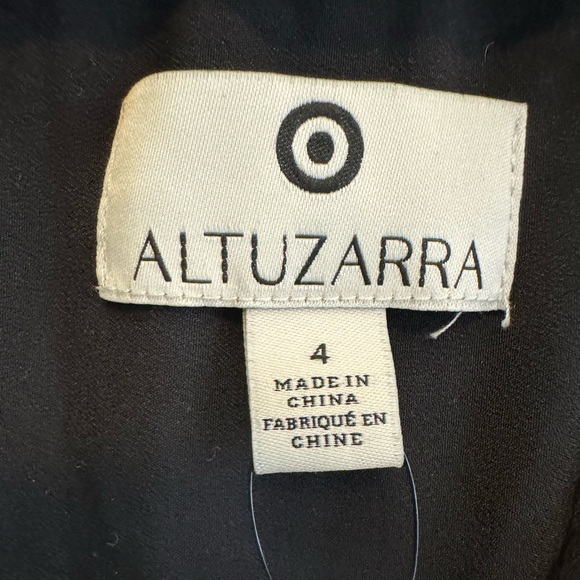 ALTUZARRA
4
MADE IN
CHINA
FABRIQUÉ EN
CHINE